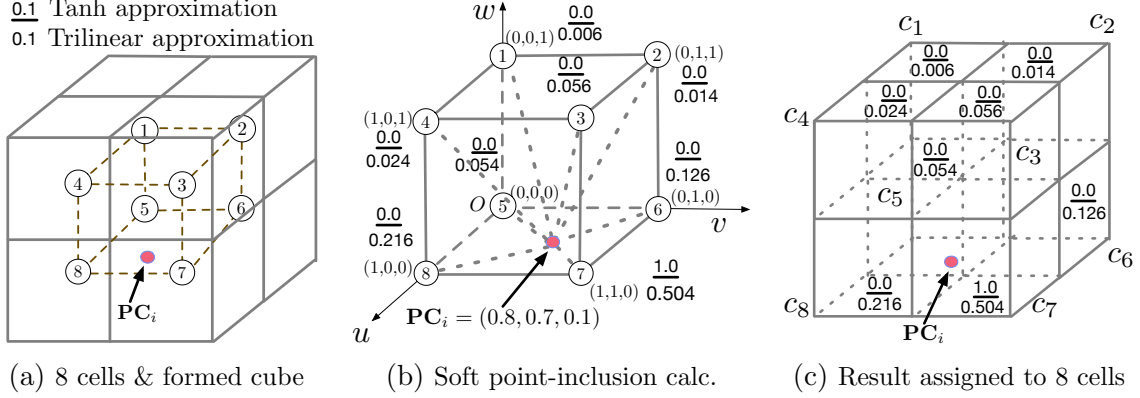 0.1 Tanh approximation
0.1 Trilinear approximation
1
2
4
3
5
6
8
7
PC_i
(a) 8 cells & formed cube
w
0.0
0.006
(0,0,1)
1
2
(0,1,1)
0.0
0.056
0.0
0.014
(1,0,1)
4
3
0.0
0.024
0.0
0.054
0.0
0.126
O
5
(0,0,0)
6
(0,1,0)
v
0.0
0.216
(1,0,0)
8
7
(1,1,0)
1.0
0.504
u
PC_i = (0.8, 0.7, 0.1)
(b) Soft point-inclusion calc.
c_1
c_2
0.0
0.006
0.0
0.014
0.0
0.024
0.0
0.056
c_4
0.0
0.054
c_3
c_5
0.0
0.126
c_6
0.0
0.216
1.0
0.504
c_8
c_7
PC_i
(c) Result assigned to 8 cells